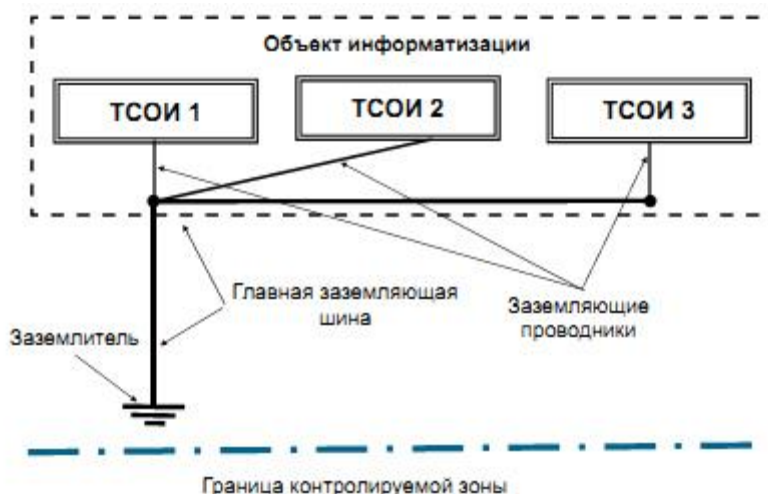 Объект информатизации
ТСОИ 1
ТСОИ 2
ТСОИ 3
Главная заземляющая
шина
Заземляющие
проводники
Заземлитель
Граница контролируемой зоны